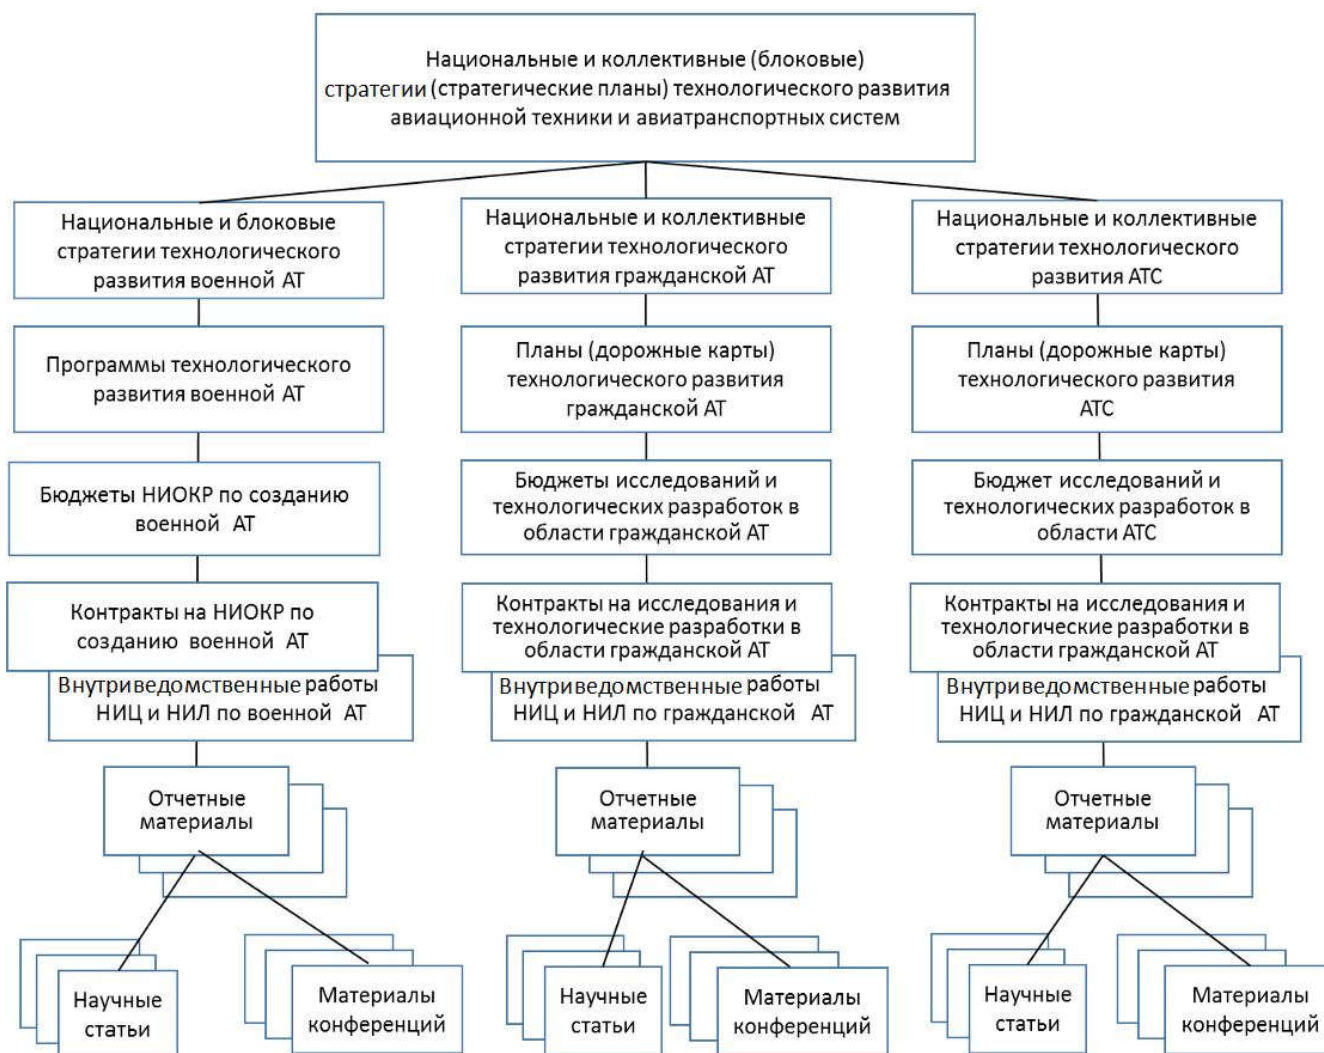 Национальные и коллективные (блоковые)
стратегии (стратегические планы) технологического развития
авиационной техники и авиатранспортных систем
Национальные и блоковые
стратегии технологического
развития военной АТ
Национальные и коллективные
стратегии технологического
развития гражданской АТ
Национальные и коллективные
стратегии технологического
развития АТС
Программы технологического
развития военной АТ
Планы (дорожные карты)
технологического развития
гражданской АТ
Планы (дорожные карты)
технологического развития
АТС
Бюджеты НИОКР по созданию
военной АТ
Бюджеты исследований и
технологических разработок в
области гражданской АТ
Бюджет исследований и
технологических разработок в
области АТС
Контракты на НИОКР по
созданию военной АТ
Контракты на исследования и
технологические разработки в
области гражданской АТ
Контракты на исследования и
технологические разработки в
области гражданской АТ
Внутриведомственные работы
НИЦ и НИЛ по военной АТ
Внутриведомственные работы
НИЦ и НИЛ по гражданской АТ
Внутриведомственные работы
НИЦ и НИЛ по гражданской АТ
Отчетные
материалы
Отчетные
материалы
Отчетные
материалы
Научные
статьи
Материалы
конференций
Научные
статьи
Материалы
конференций
Научные
статьи
Материалы
конференций